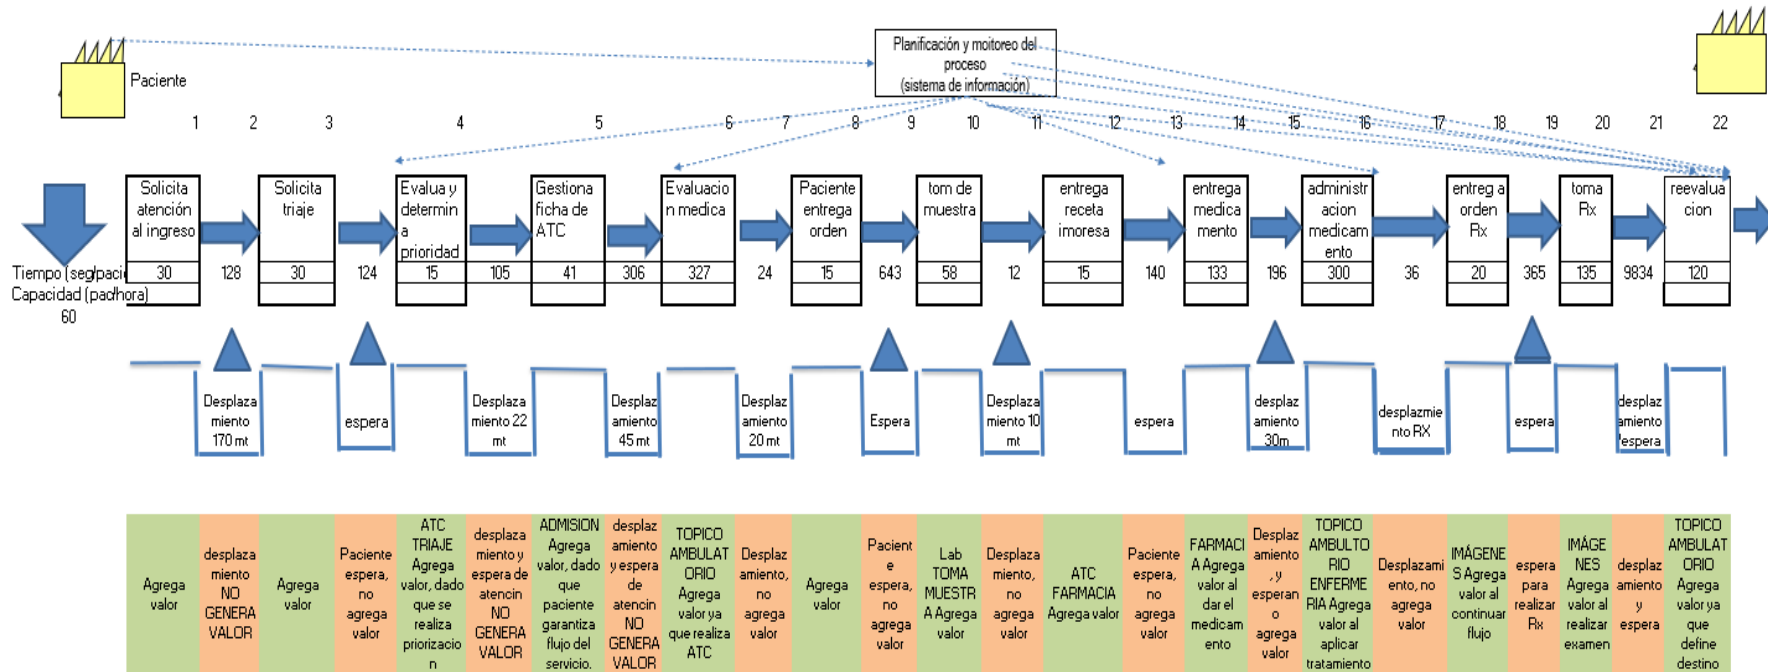 Planificación y moitoreo del
proceso
(sistema de información)
Paciente
1 2 3 4 5 6 7 8 9 10 11 12 13 14 15 16 17 18 19 20 21 22
Solicita
atención
al ingreso
Solicita
triaje
Evalua y
determin
a
prioridad
Gestiona
ficha de
ATC
Evaluacio
n medica
Paciente
entrega
orden
tom de
muestra
entrega
receta
imoresa
entrega
medica
mento
administr
acion
medicam
ento
entreg a
orden
Rx
toma
Rx
reevalua
cion
Tiempo (seg/pacie
30 128 30 124 15 105 41 306 327 24 15 643 58 12 15 140 133 196 300 36 20 365 135 9834 120
Capacidad (pac/hora)
60
Desplaza
miento
170 mt
espera
Desplaza
miento 22
mt
Desplaz
amiento
45 mt
Desplaz
amiento
20 mt
Espera
Desplaza
miento 10
mt
espera
desplaz
amiento
30m
desplazmie
nto RX
espera
desplaz
amiento
espera
Agrega
valor
desplaza
miento
NO
GENERA
VALOR
Agrega
valor
Paciente
espera,
no
agrega
valor
ATC
TRIAJE
Agrega
valor, dado
que se
realiza
priorizacio
n
desplaza
miento y
espera de
atencin
NO
GENERA
VALOR
ADMISION
Agrega
valor, dado
que
paciente
garantiza
flujo del
servicio.
desplaz
amiento
y espera
de
atencin
NO
GENERA
VALOR
TOPICO
AMBULAT
ORIO
Agrega
valor ya
que realiza
ATC
Desplaz
amiento,
no
agrega
valor
Agrega
valor
Pacient
e
espera,
no
agrega
valor
Lab
TOMA
MUESTR
A Agrega
valor
Desplaza
miento, no
agrega
valor
ATC
FARMACIA
Agrega valor
Paciente
espera, no
agrega
valor
FARMACI
A Agrega
valor al
dar el
medicam
ento
Desplaz
amiento
, y
esperan
o
agrega
valor
TOPICO
AMBULTO
RIO
ENFERME
RIA Agrega
valor al
aplicar
tratamiento
Desplazami
ento, no
agrega
valor
IMÁGENE
S Agrega
valor al
continuar
flujo
espera
para
realizar
Rx
IMÁGE
NES
Agrega
valor al
realizar
examen
desplaz
amiento
y
espera
TOPICO
AMBULAT
ORIO
Agrega
valor ya
que
define
destino